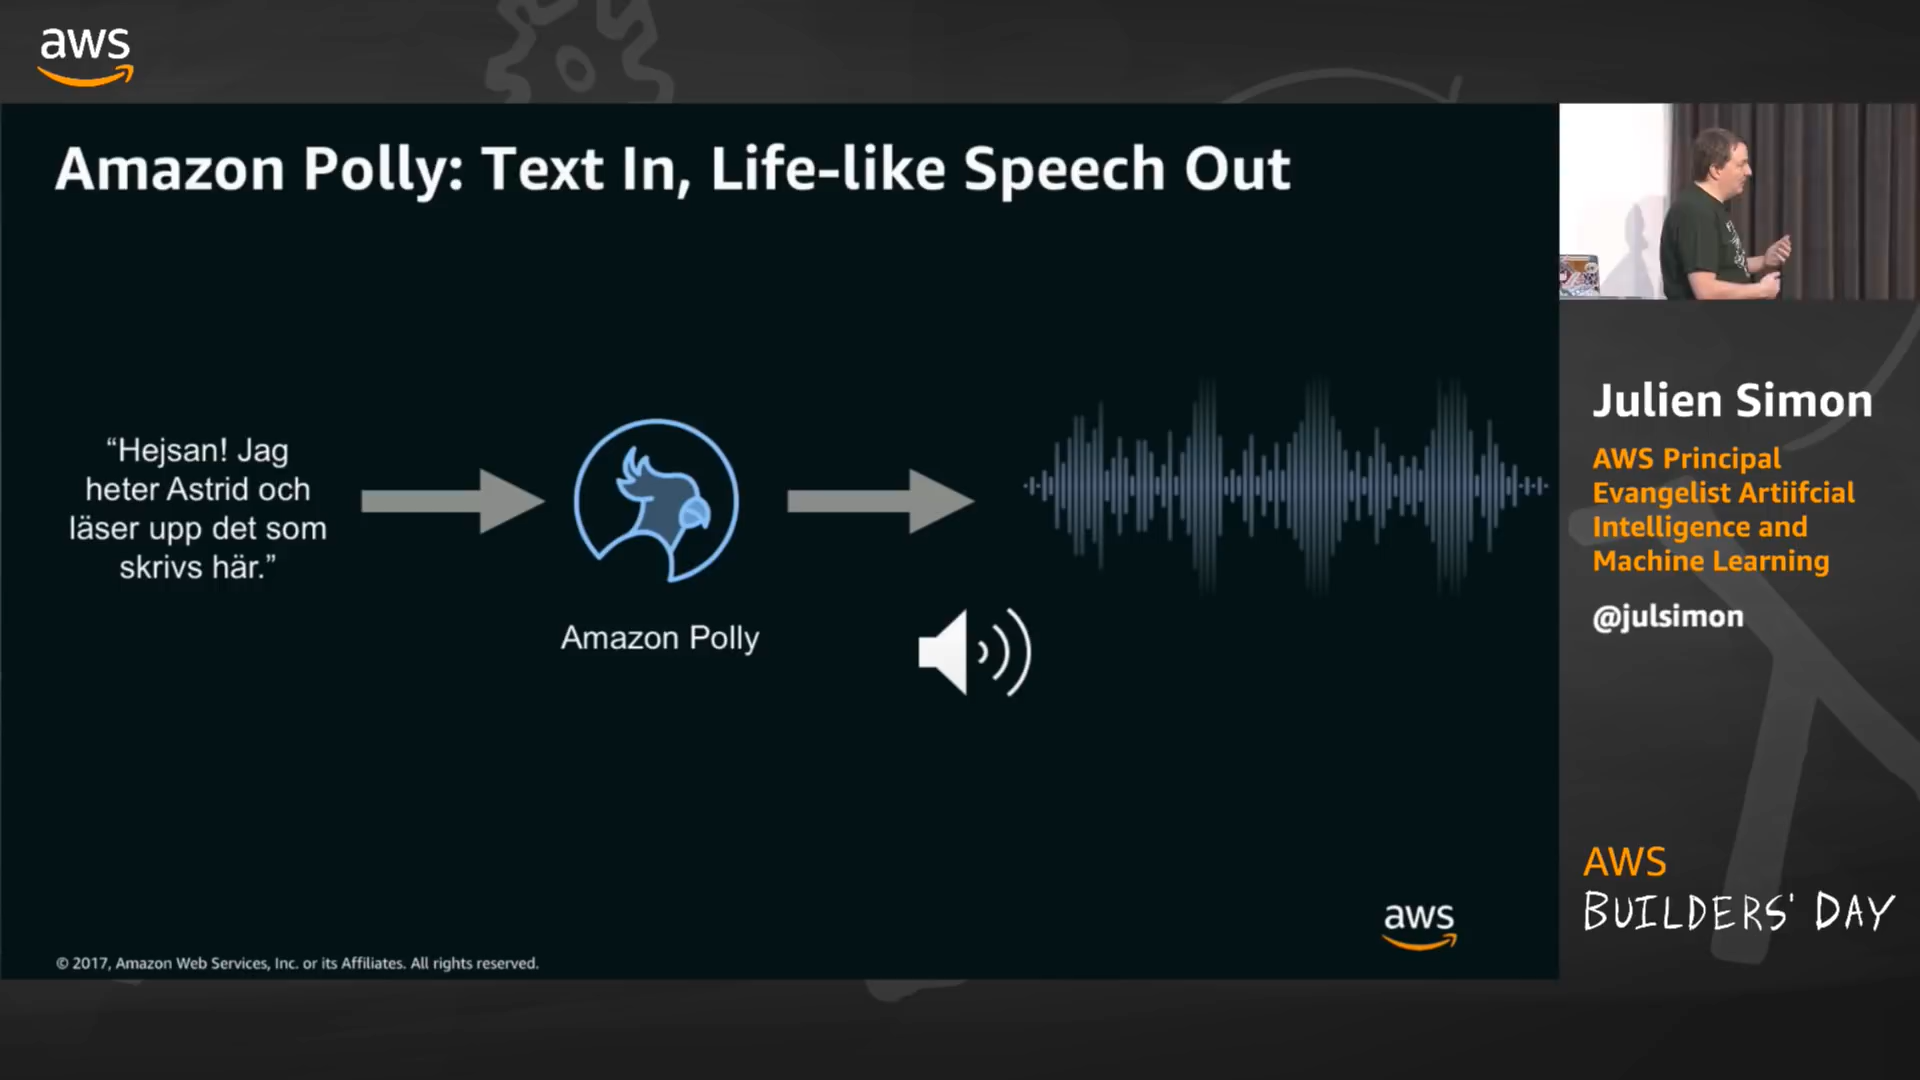 aws
Amazon Polly: Text In, Life-like Speech Out
“Hejsan! Jag
heter Astrid och
läser upp det som
skrivs här.”
Amazon Polly
aws
© 2017, Amazon Web Services, Inc. or its Affiliates. All rights reserved.
Julien Simon
AWS Principal
Evangelist Artiifcial
Intelligence and
Machine Learning
@julsimon
AWS
BUILDERS' DAY